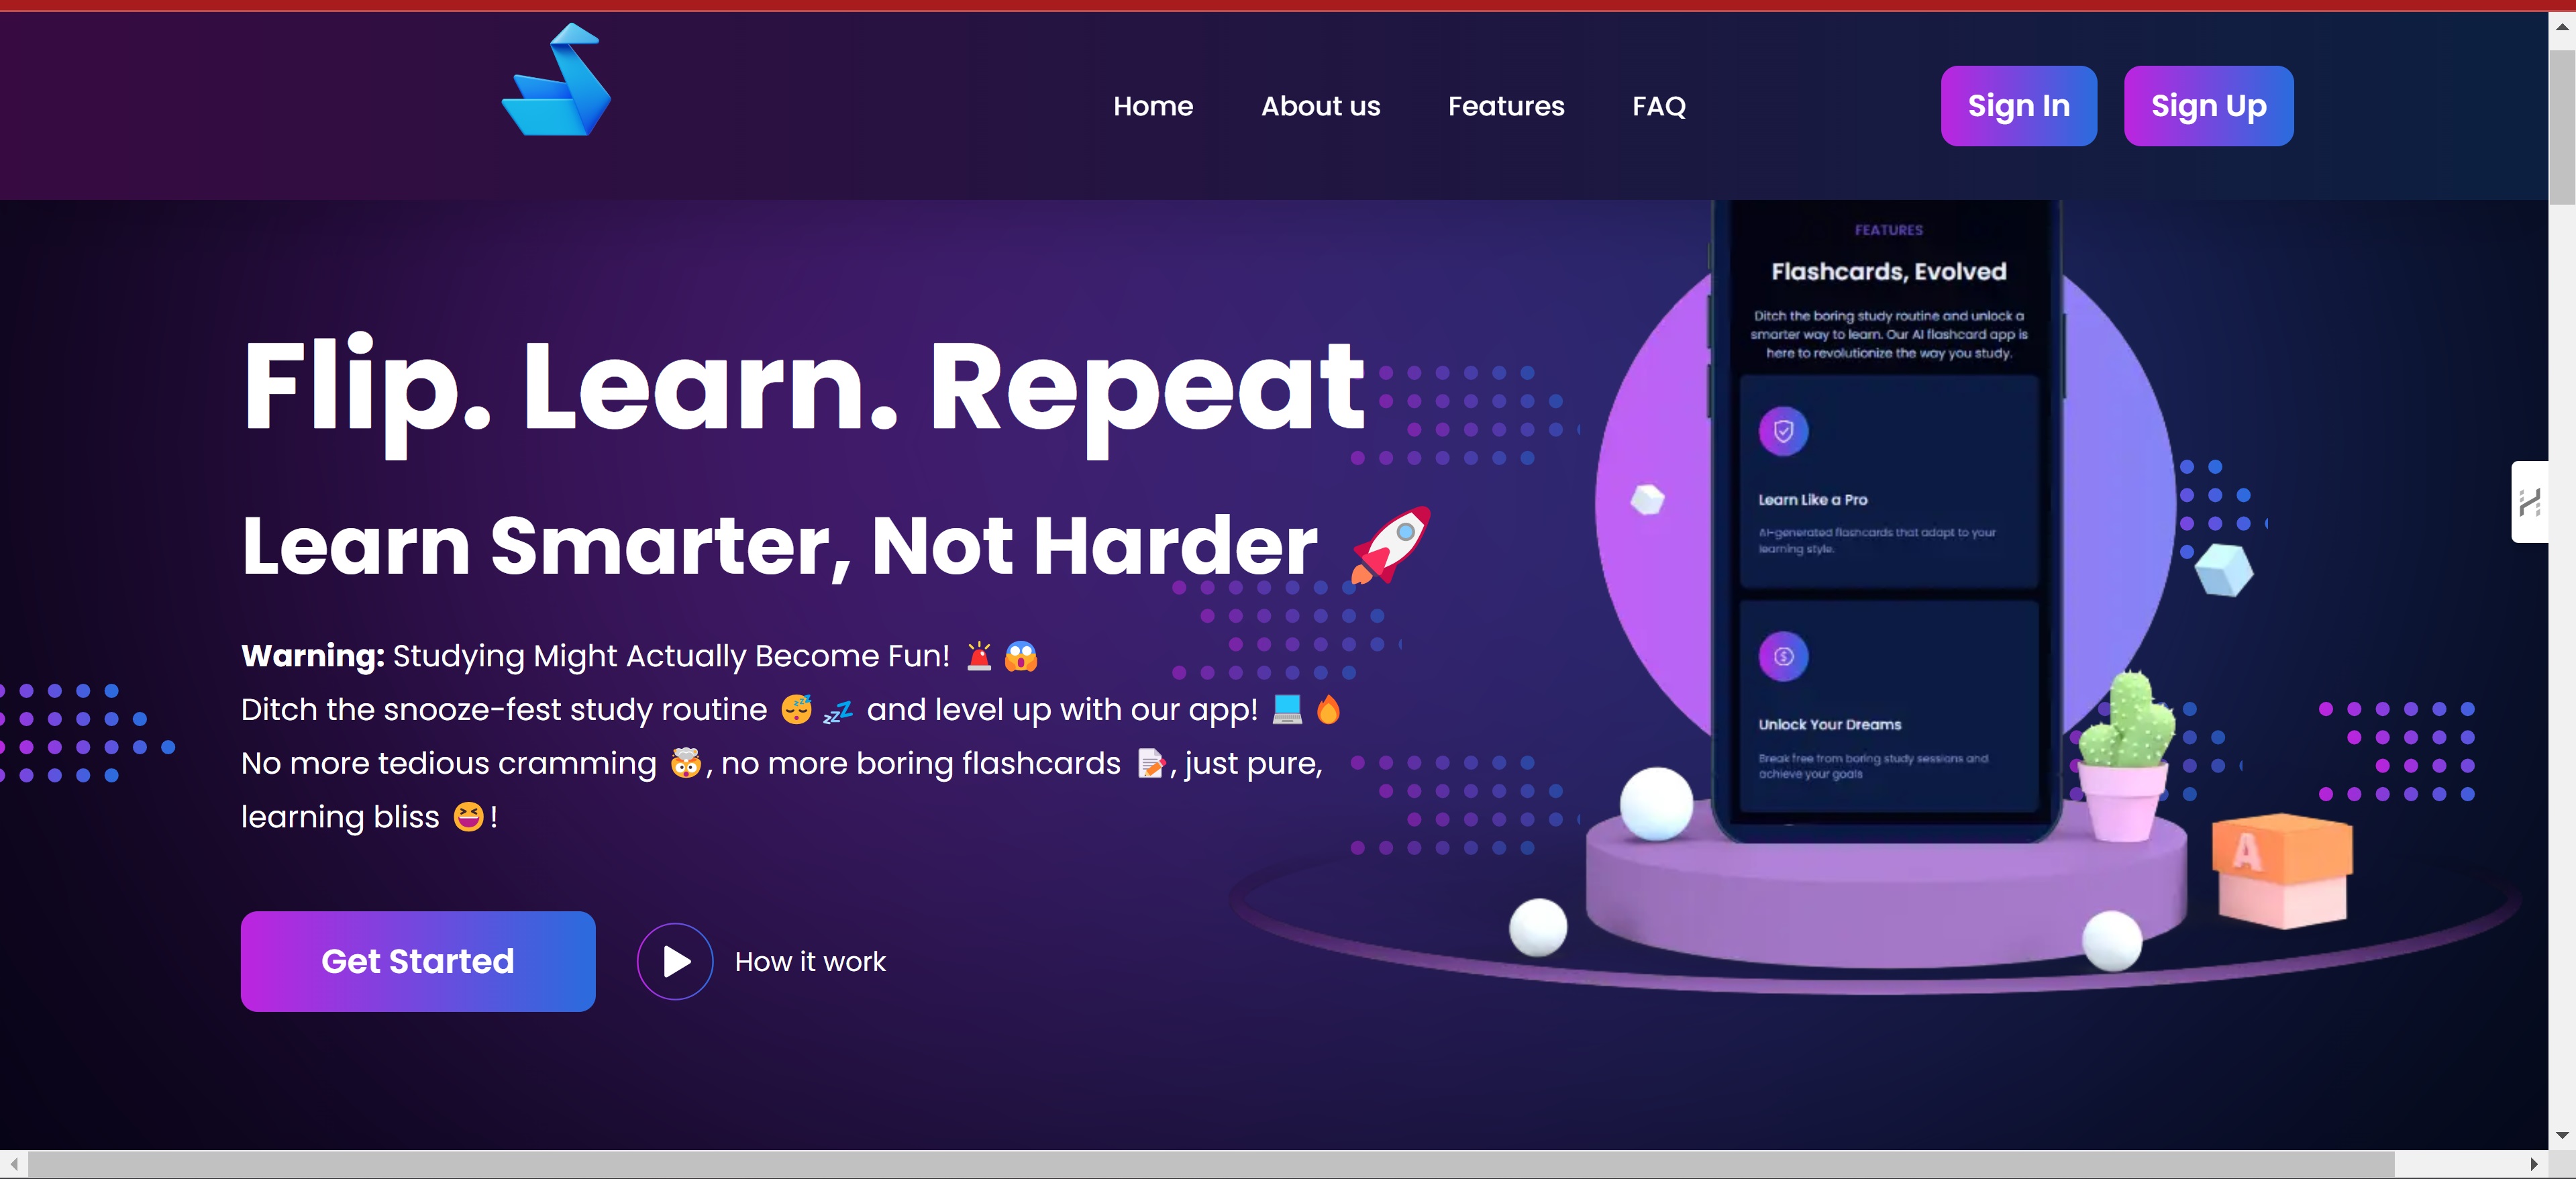 Home About us Features FAQ Sign In Sign Up
Flip. Learn. Repeat
Learn Smarter, Not Harder 🚀
Warning: Studying Might Actually Become Fun! 🚨 😱
Ditch the snooze-fest study routine 😴 💤 and level up with our app! 💻 🔥
No more tedious cramming 🤯, no more boring flashcards 📝, just pure,
learning bliss 😆!
Get Started
How it work
FEATURES
Flashcards, Evolved
Ditch the boring study routine and unlock a
smarter way to learn. Our AI flashcard app is
here to revolutionize the way you study.
Learn Like a Pro
AI-generated flashcards that adapt to your
learning style.
Unlock Your Dreams
Break free from boring study sessions and
achieve your goals
A